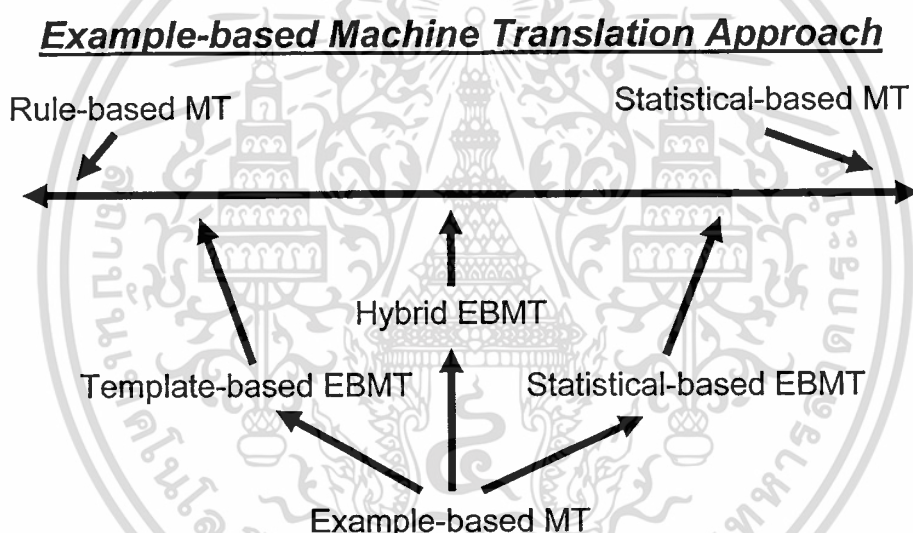 Example-based Machine Translation Approach
Rule-based MT
Statistical-based MT
Hybrid EBMT
Template-based EBMT
Statistical-based EBMT
Example-based MT